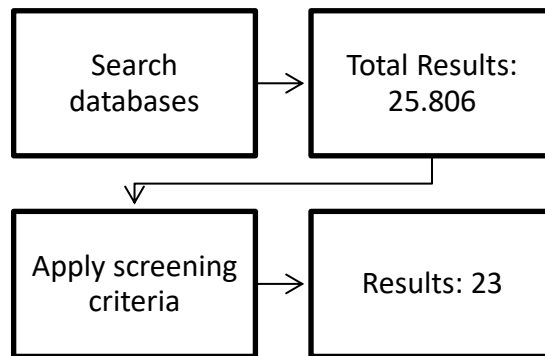 Search
databases
Total Results:
25.806
Apply screening
criteria
Results: 23